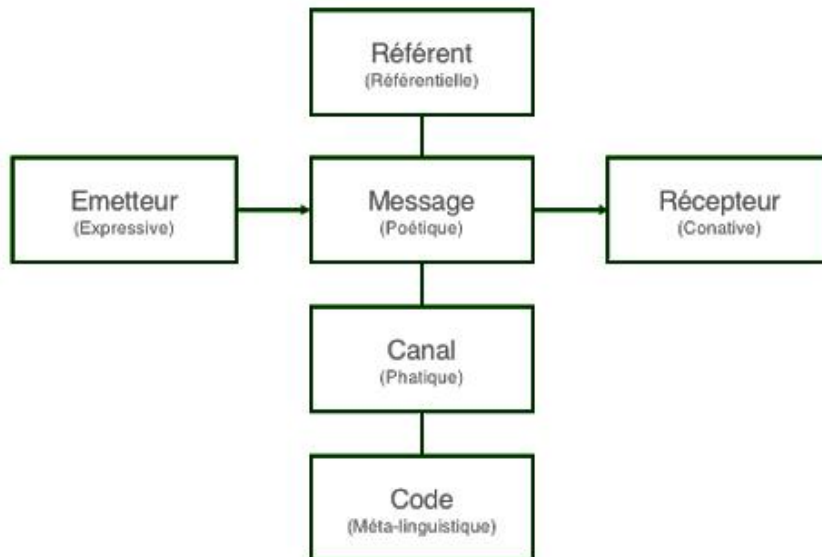 Référent
(Référentielle)
Emetteur
(Expressive)
Message
(Poétique)
Récepteur
(Conative)
Canal
(Phatique)
Code
(Méta-linguistique)